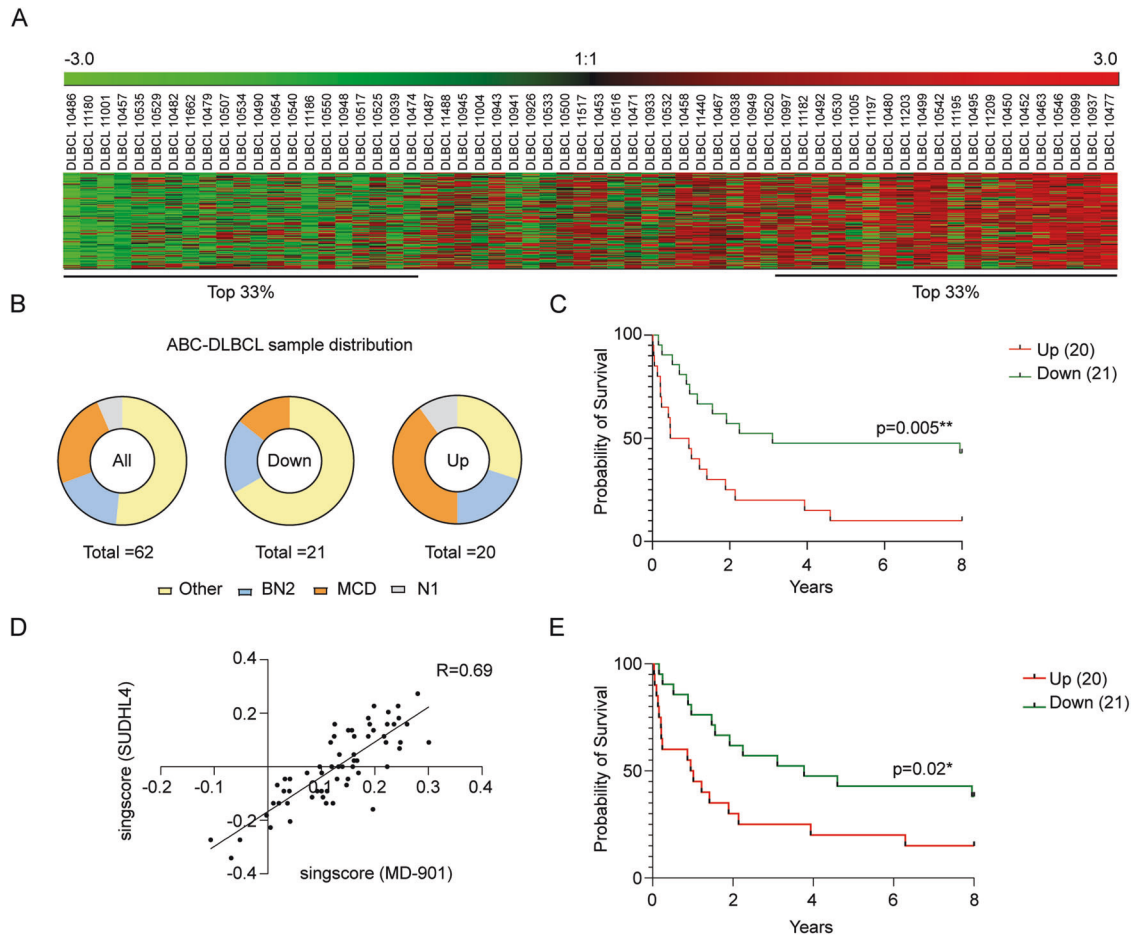 A
-3.0 1:1 3.0
DLBCL 10486
DLBCL 11180
DLBCL 11001
DLBCL 10457
DLBCL 10535
DLBCL 10529
DLBCL 10482
DLBCL 11662
DLBCL 10479
DLBCL 10507
DLBCL 10534
DLBCL 10490
DLBCL 10954
DLBCL 10540
DLBCL 11186
DLBCL 10550
DLBCL 10948
DLBCL 10517
DLBCL 10525
DLBCL 10939
DLBCL 10474
DLBCL 10487
DLBCL 11488
DLBCL 10945
DLBCL 11004
DLBCL 10943
DLBCL 10941
DLBCL 10926
DLBCL 10533
DLBCL 10500
DLBCL 11517
DLBCL 10453
DLBCL 10516
DLBCL 10471
DLBCL 10933
DLBCL 10532
DLBCL 10458
DLBCL 11440
DLBCL 10467
DLBCL 10938
DLBCL 10949
DLBCL 10520
DLBCL 10997
DLBCL 11182
DLBCL 10492
DLBCL 10530
DLBCL 11005
DLBCL 11197
DLBCL 10480
DLBCL 11203
DLBCL 10499
DLBCL 10542
DLBCL 11195
DLBCL 10495
DLBCL 11209
DLBCL 10450
DLBCL 10452
DLBCL 10463
DLBCL 10546
DLBCL 10999
DLBCL 10937
DLBCL 10477
Top 33% Top 33%
B
ABC-DLBCL sample distribution
All Down Up
Total =62 Total =21 Total =20
Other BN2 MCD N1
C
Probability of Survival
100
50
0
0 2 4 6 8
Years
p=0.005**
Up (20)
Down (21)
D
singscore (SUDHL4)
0.4
0.2
-0.2
-0.4
-0.2 -0.1 0.1 0.2 0.3 0.4
R=0.69
singscore (MD-901)
E
Probability of Survival
100
50
0
0 2 4 6 8
Years
p=0.02*
Up (20)
Down (21)